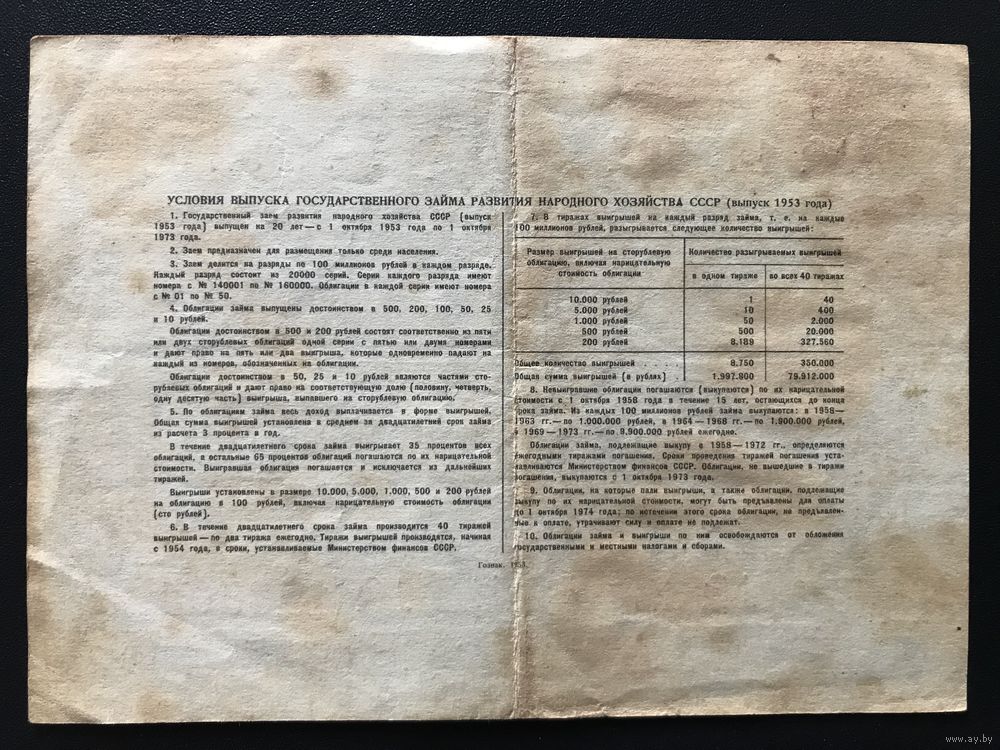 УСЛОВИЯ ВЫПУСКА ГОСУДАРСТВЕННОГО ЗАЙМА РАЗВИТИЯ НАРОДНОГО ХОЗЯЙСТВА СССР (выпуск 1953 года)
1. Государственный заем развития народного хозяйства СССР (выпуск
1953 года) выпущен на 20 лет — с 1 октября 1953 года по 1 октября
1973 года.
2. Заем предназначен для размещения только среди населения.
3. Заем делится на разряды по 100 миллионов рублей в каждом разряде.
Каждый разряд состоит из 20000 серий. Серии каждого разряда имеют
номера с № 140001 по № 160000. Облигации в каждой серии имеют номера
с № 01 по № 50.
4. Облигации займа выпущены достоинством в 500, 200, 100, 50, 25
и 10 рублей.
Облигации достоинством в 500 и 200 рублей состоят соответственно из пяти
или двух сторублевых облигаций одной серии с пятью или двумя номерами
и дают право на пять или два выигрыша, которые одновременно падают на
каждый из номеров, обозначенных на облигации.
Облигации достоинством в 50, 25 и 10 рублей являются частями сто-
рублевых облигаций и дают право на соответствующую долю (половину, четверть,
одну десятую часть) выигрыша, выпавшего на сторублевую облигацию.
5. По облигациям займа весь доход выплачивается в форме выигрышей.
Общая сумма выигрышей установлена в среднем за двадцатилетний срок займа
из расчета 3 процента в год.
В течение двадцатилетнего срока займа выигрывает 35 процентов всех
облигаций, а остальные 65 процентов облигаций погашаются по их нарицательной
стоимости. Выигравшая облигация погашается и исключается из дальнейших
тиражей.
Выигрыши установлены в размере 10.000, 5.000, 1.000, 500 и 200 рублей
на облигацию в 100 рублей, включая нарицательную стоимость облигации
(сто рублей).
6. В течение двадцатилетнего срока займа производится 40 тиражей
выигрышей — по два тиража ежегодно. Тиражи выигрышей производятся, начиная
с 1954 года, в сроки, устанавливаемые Министерством финансов СССР.
7. В тиражах выигрышей на каждый разряд займа, т. е. на каждые
100 миллионов рублей, разыгрывается следующее количество выигрышей:
Размер выигрышей на сторублевую облигацию, включая нарицательную стоимость облигации
Количество разыгрываемых выигрышей
в одном тираже во всех 40 тиражах
10.000 рублей 1 40
5.000 рублей 10 400
1.000 рублей 50 2.000
500 рублей 500 20.000
200 рублей 8.189 327.560
Общее количество выигрышей . . . 8.750 350.000
Общая сумма выигрышей (в рублях) . 1.997.800 79.912.000
8. Невыигравшие облигации погашаются (выкупаются) по их нарицательной
стоимости с 1 октября 1958 года в течение 15 лет, остающихся до конца
срока займа. Из каждых 100 миллионов рублей займа выкупаются: в 1958—
1963 гг.— по 1.000.000 рублей, в 1964 — 1968 гг.— по 1.900.000 рублей,
в 1969 — 1973 гг.— по 9.900.000 рублей ежегодно.
Облигации займа, подлежащие выкупу в 1958 — 1972 гг., определяются
ежегодными тиражами погашения. Сроки проведения тиражей погашения уста-
навливаются Министерством финансов СССР. Облигации, не вышедшие в тиражи
погашения, выкупаются с 1 октября 1973 года.
9. Облигации, на которые пали выигрыши, а также облигации, подлежащие
выкупу по их нарицательной стоимости, могут быть предъявлены для оплаты
до 1 октября 1974 года; по истечении этого срока облигации, не предъявлен-
ные к оплате, утрачивают силу и оплате не подлежат.
10. Облигации займа и выигрыши по ним освобождаются от обложения
государственными и местными налогами и сборами.
Гознак. 1953.
www.ay.by